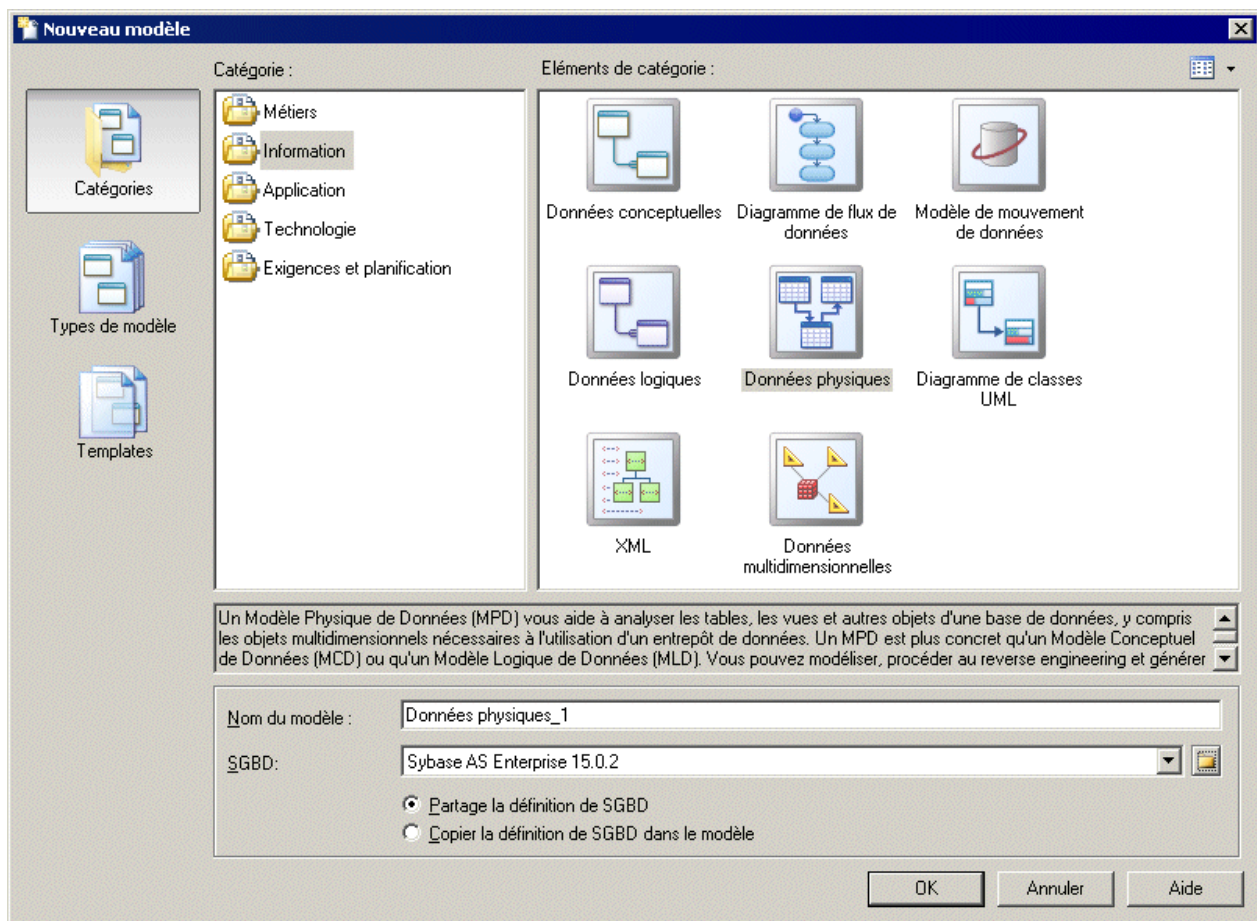 Nouveau modèle
Catégorie :
Eléments de catégorie :
Catégories
Types de modèle
Templates
Métiers
Information
Application
Technologie
Exigences et planification
Données conceptuelles
Diagramme de flux de
données
Modèle de mouvement
de données
Données logiques
Données physiques
Diagramme de classes
UML
XML
Données
multidimensionnelles
Un Modèle Physique de Données (MPD) vous aide à analyser les tables, les vues et autres objets d'une base de données, y compris
les objets multidimensionnels nécessaires à l'utilisation d'un entrepôt de données. Un MPD est plus concret qu'un Modèle Conceptuel
de Données (MCD) ou qu'un Modèle Logique de Données (MLD). Vous pouvez modéliser, procéder au reverse engineering et générer
Nom du modèle :
Données physiques_1
SGBD:
Sybase AS Enterprise 15.0.2
Partage la définition de SGBD
Copier la définition de SGBD dans le modèle
OK
Annuler
Aide